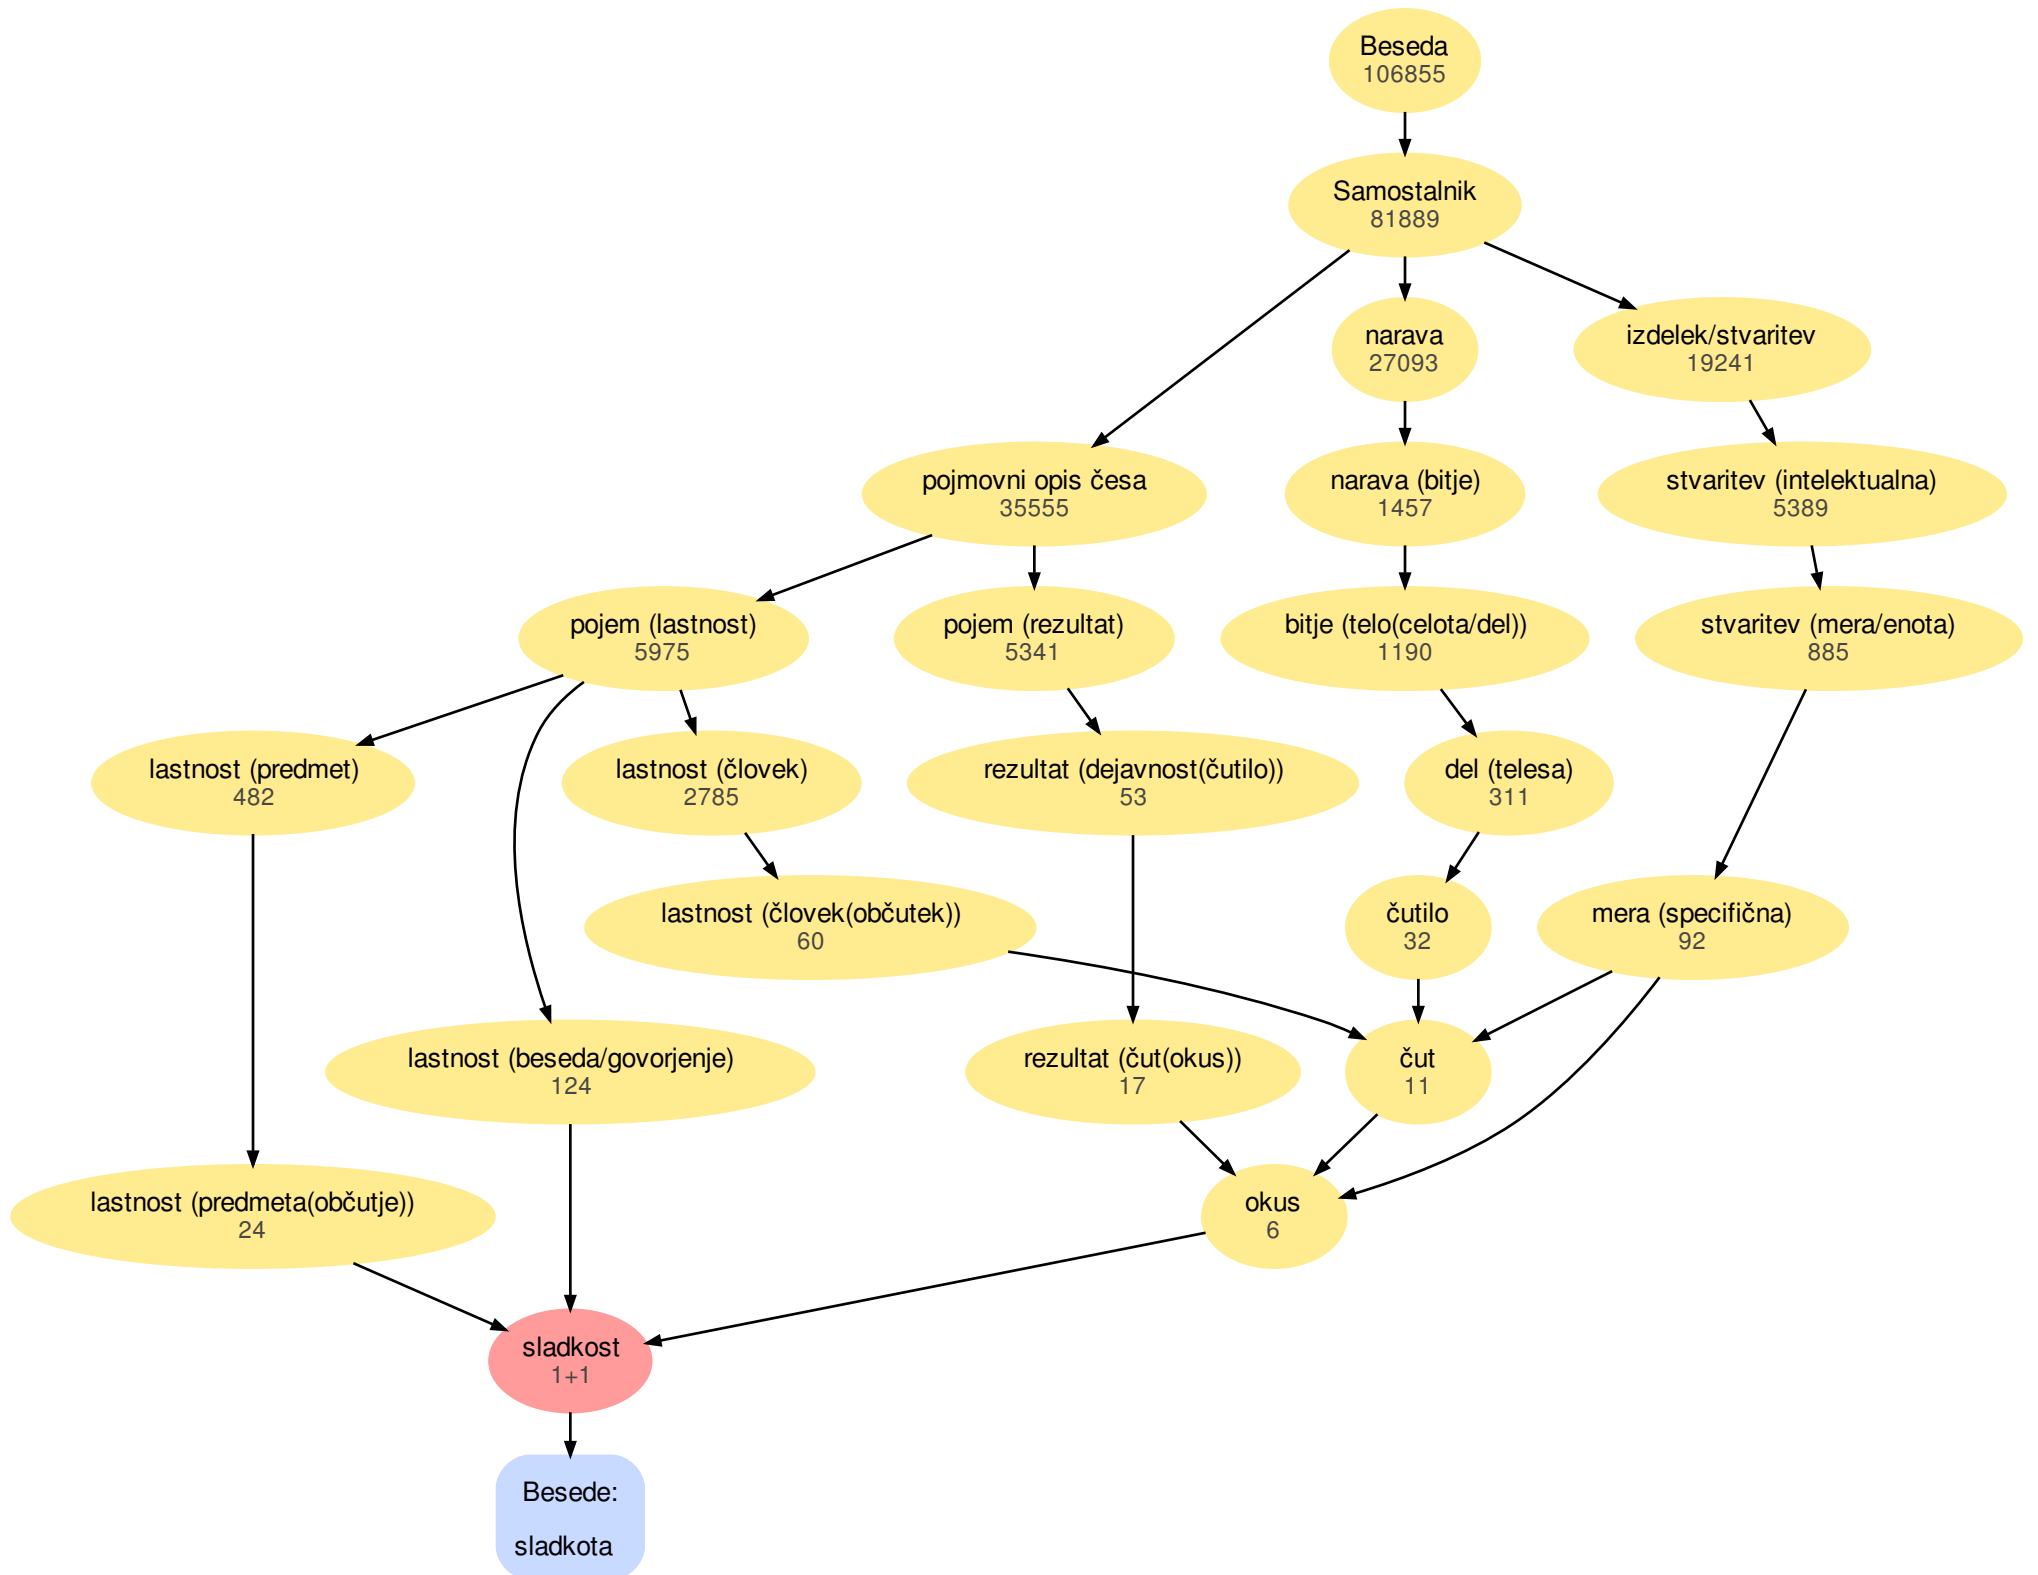 Beseda
106855
Samostalnik
81889
narava
27093
izdelek/stvaritev
19241
pojmovni opis česa
35555
narava (bitje)
1457
stvaritev (intelektualna)
5389
pojem (lastnost)
5975
pojem (rezultat)
5341
bitje (telo(celota/del))
1190
stvaritev (mera/enota)
885
lastnost (predmet)
482
lastnost (človek)
2785
rezultat (dejavnost(čutilo))
53
del (telesa)
311
lastnost (človek(občutek))
60
čutilo
32
mera (specifična)
92
lastnost (beseda/govorjenje)
124
rezultat (čut(okus))
17
čut
11
lastnost (predmeta(občutje))
24
okus
6
sladkost
1+1
Besede:
sladkota